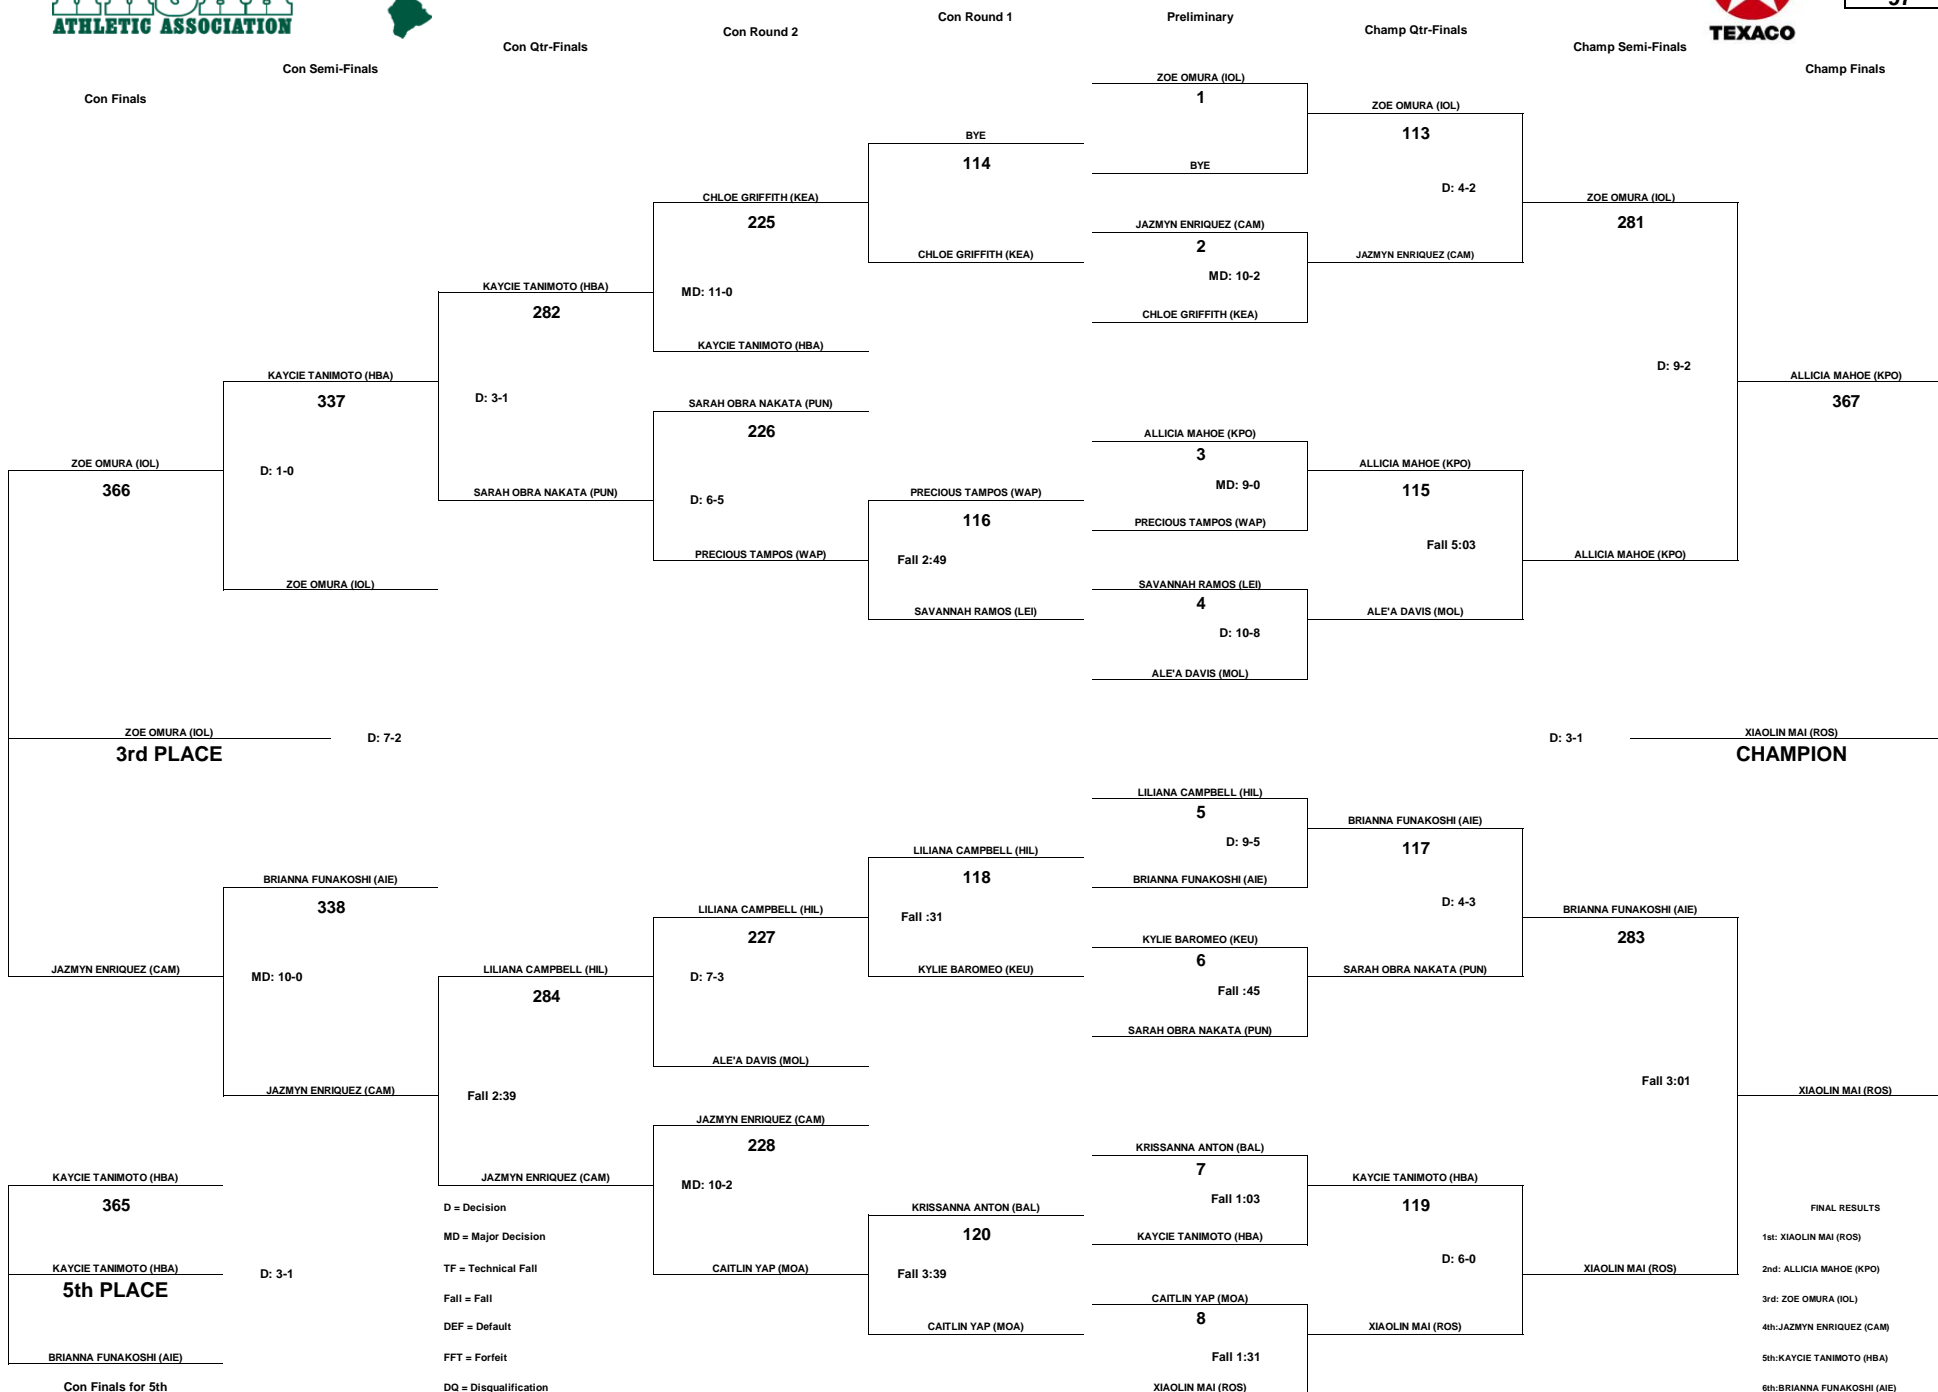 ATHLETIC ASSOCIATION
TEXACO
Con Finals
Con Semi-Finals
Con Qtr-Finals
Con Round 2
Con Round 1
Preliminary
Champ Qtr-Finals
Champ Semi-Finals
Champ Finals
ZOE OMURA (IOL)
1
BYE
JAZMYN ENRIQUEZ (CAM)
2
MD: 10-2
CHLOE GRIFFITH (KEA)
ALLICIA MAHOE (KPO)
3
MD: 9-0
PRECIOUS TAMPOS (WAP)
SAVANNAH RAMOS (LEI)
4
D: 10-8
ALE'A DAVIS (MOL)
LILIANA CAMPBELL (HIL)
5
D: 9-5
BRIANNA FUNAKOSHI (AIE)
KYLIE BAROMEO (KEU)
6
Fall :45
SARAH OBRA NAKATA (PUN)
KRISSANNA ANTON (BAL)
7
Fall 1:03
KAYCIE TANIMOTO (HBA)
CAITLIN YAP (MOA)
8
Fall 1:31
XIAOLIN MAI (ROS)
ZOE OMURA (IOL)
113
D: 4-2
JAZMYN ENRIQUEZ (CAM)
ALLICIA MAHOE (KPO)
115
Fall 5:03
ALE'A DAVIS (MOL)
BRIANNA FUNAKOSHI (AIE)
117
D: 4-3
SARAH OBRA NAKATA (PUN)
KAYCIE TANIMOTO (HBA)
119
D: 6-0
XIAOLIN MAI (ROS)
ZOE OMURA (IOL)
281
D: 9-2
ALLICIA MAHOE (KPO)
BRIANNA FUNAKOSHI (AIE)
283
Fall 3:01
XIAOLIN MAI (ROS)
ALLICIA MAHOE (KPO)
367
D: 3-1
XIAOLIN MAI (ROS)
CHAMPION
XIAOLIN MAI (ROS)
BYE
114
CHLOE GRIFFITH (KEA)
PRECIOUS TAMPOS (WAP)
116
Fall 2:49
SAVANNAH RAMOS (LEI)
LILIANA CAMPBELL (HIL)
118
Fall :31
KYLIE BAROMEO (KEU)
KRISSANNA ANTON (BAL)
120
Fall 3:39
CAITLIN YAP (MOA)
CHLOE GRIFFITH (KEA)
225
MD: 11-0
KAYCIE TANIMOTO (HBA)
SARAH OBRA NAKATA (PUN)
226
D: 6-5
PRECIOUS TAMPOS (WAP)
LILIANA CAMPBELL (HIL)
227
D: 7-3
ALE'A DAVIS (MOL)
JAZMYN ENRIQUEZ (CAM)
228
MD: 10-2
CAITLIN YAP (MOA)
KAYCIE TANIMOTO (HBA)
282
D: 3-1
SARAH OBRA NAKATA (PUN)
LILIANA CAMPBELL (HIL)
284
Fall 2:39
JAZMYN ENRIQUEZ (CAM)
KAYCIE TANIMOTO (HBA)
337
D: 1-0
ZOE OMURA (IOL)
BRIANNA FUNAKOSHI (AIE)
338
MD: 10-0
JAZMYN ENRIQUEZ (CAM)
ZOE OMURA (IOL)
366
ZOE OMURA (IOL)
D: 7-2
3rd PLACE
JAZMYN ENRIQUEZ (CAM)
KAYCIE TANIMOTO (HBA)
365
KAYCIE TANIMOTO (HBA)
D: 3-1
5th PLACE
BRIANNA FUNAKOSHI (AIE)
Con Finals for 5th
D = Decision
MD = Major Decision
TF = Technical Fall
Fall = Fall
DEF = Default
FFT = Forfeit
DQ = Disqualification
FINAL RESULTS
1st: XIAOLIN MAI (ROS)
2nd: ALLICIA MAHOE (KPO)
3rd: ZOE OMURA (IOL)
4th:JAZMYN ENRIQUEZ (CAM)
5th:KAYCIE TANIMOTO (HBA)
6th:BRIANNA FUNAKOSHI (AIE)